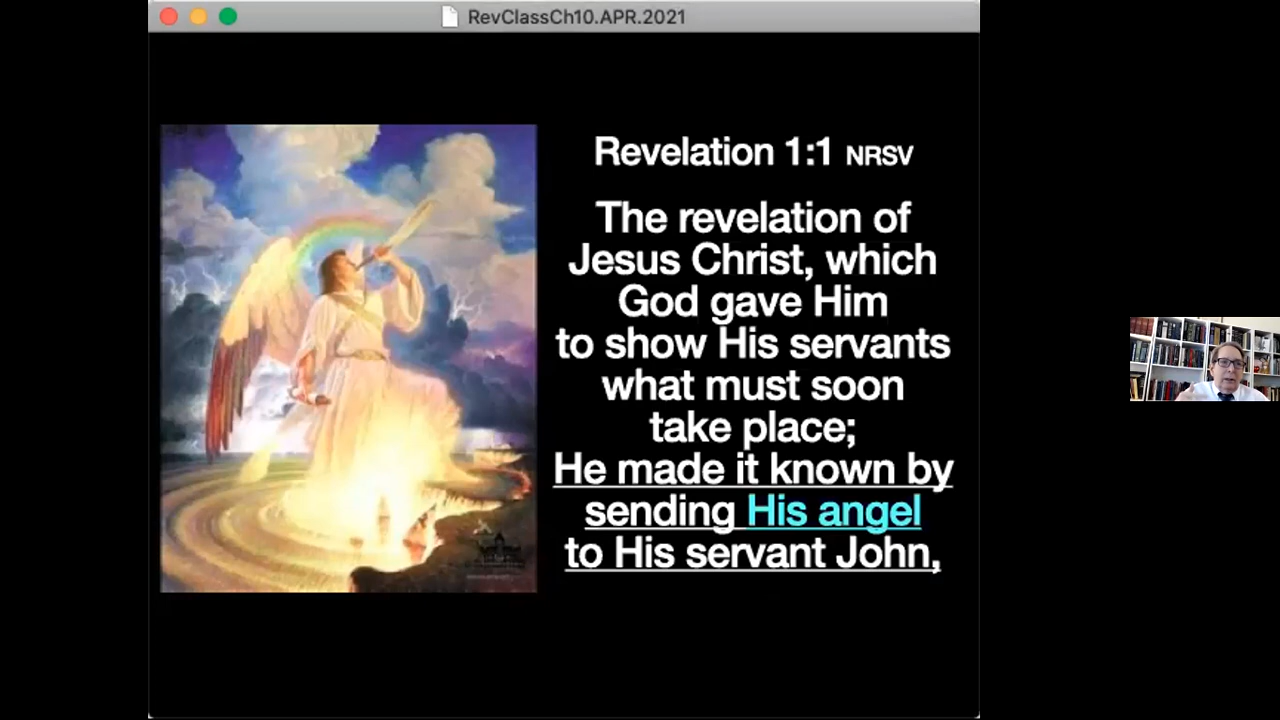 RevClassCh10.APR.2021
Revelation 1:1 NRSV
The revelation of
Jesus Christ, which
God gave Him
to show His servants
what must soon
take place;
He made it known by
sending His angel
to His servant John,